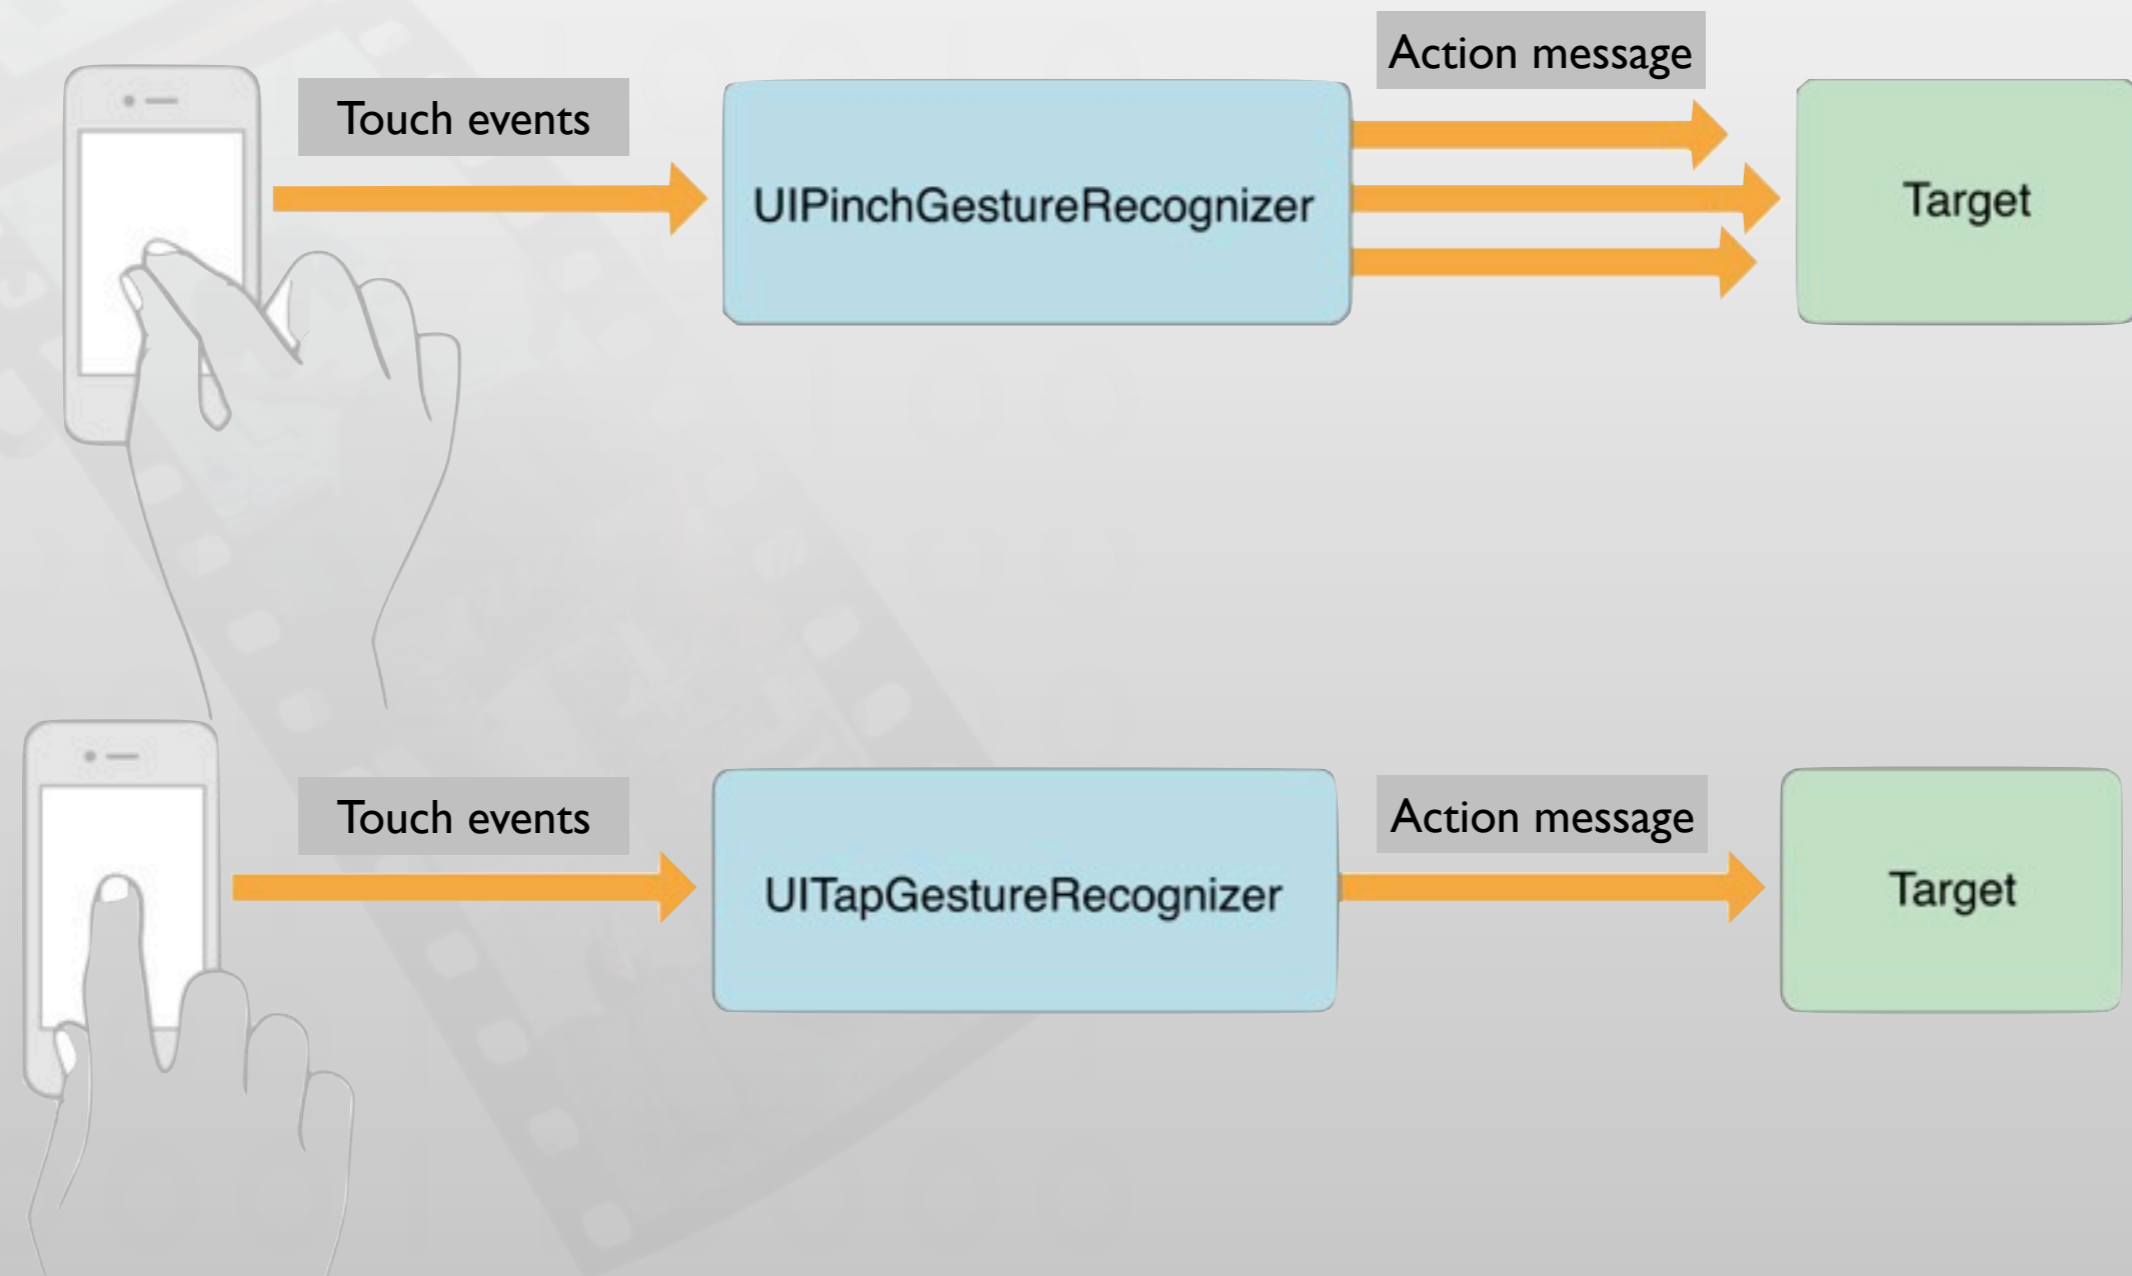 Action message
Touch events
UIPinchGestureRecognizer
Target
Touch events
Action message
UITapGestureRecognizer
Target